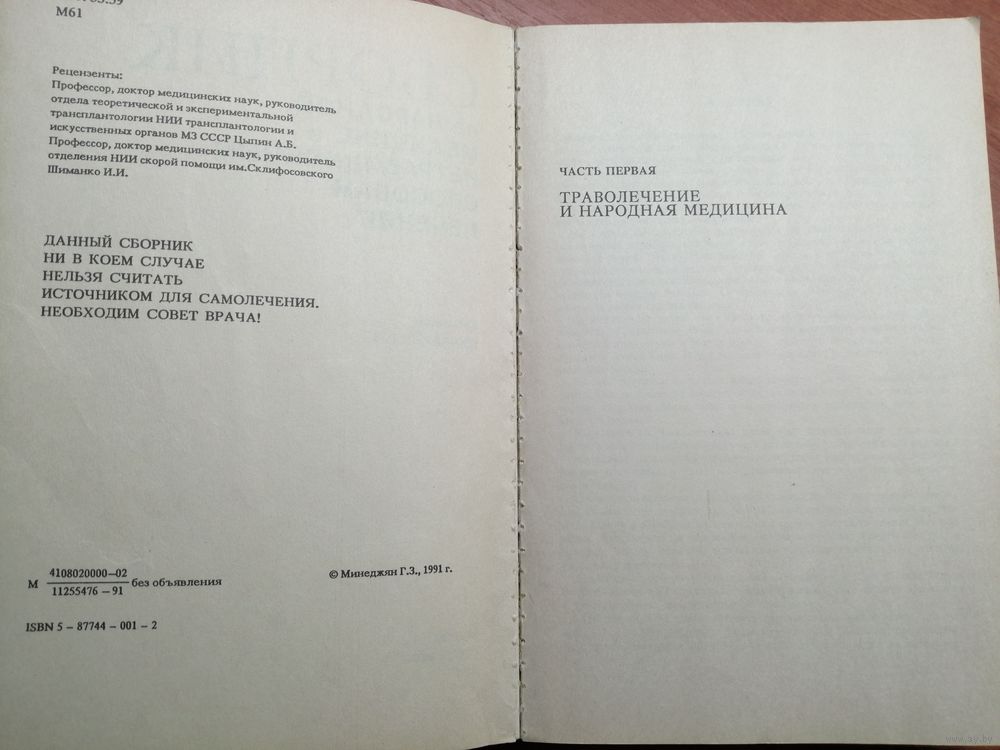 М61
Рецензенты:
Профессор, доктор медицинских наук, руководитель
отдела теоретической и экспериментальной
трансплантологии НИИ трансплантологии и
искусственных органов МЗ СССР Цыпин А.Б.
Профессор, доктор медицинских наук, руководитель
отделения НИИ скорой помощи им.Склифосовского
Шиманко И.И.
ДАННЫЙ СБОРНИК
НИ В КОЕМ СЛУЧАЕ
НЕЛЬЗЯ СЧИТАТЬ
ИСТОЧНИКОМ ДЛЯ САМОЛЕЧЕНИЯ.
НЕОБХОДИМ СОВЕТ ВРАЧА!
М 4108020000–02
11255476 – 91 без объявления
© Минеджян Г.З., 1991 г.
ISBN 5 – 87744 – 001 – 2
ЧАСТЬ ПЕРВАЯ
ТРАВОЛЕЧЕНИЕ
И НАРОДНАЯ МЕДИЦИНА
www.ay.by